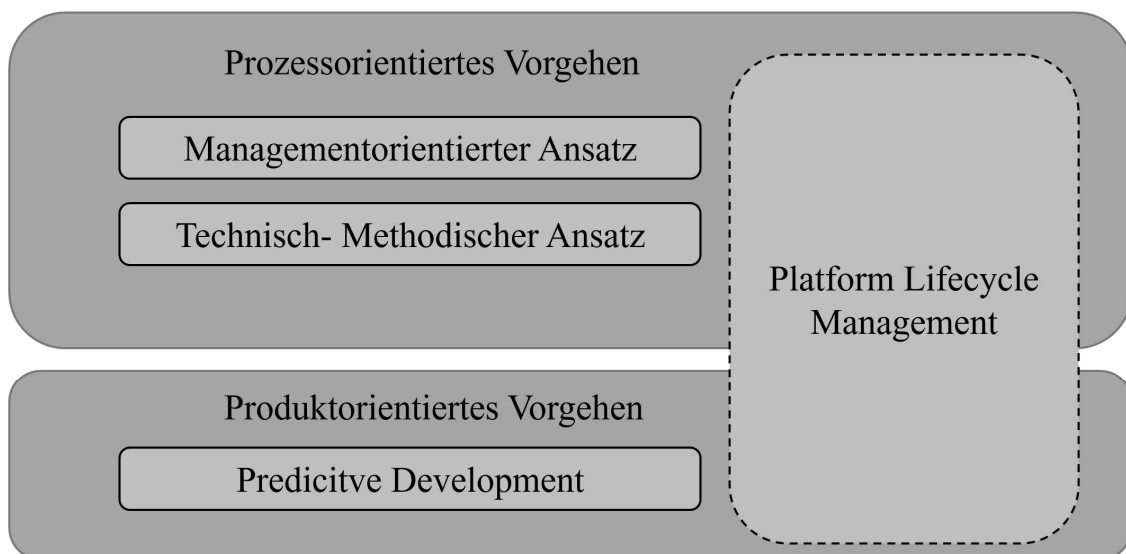 Prozessorientiertes Vorgehen
Managementorientierter Ansatz
Technisch- Methodischer Ansatz
Platform Lifecycle
Management
Produktorientiertes Vorgehen
Predicitve Development